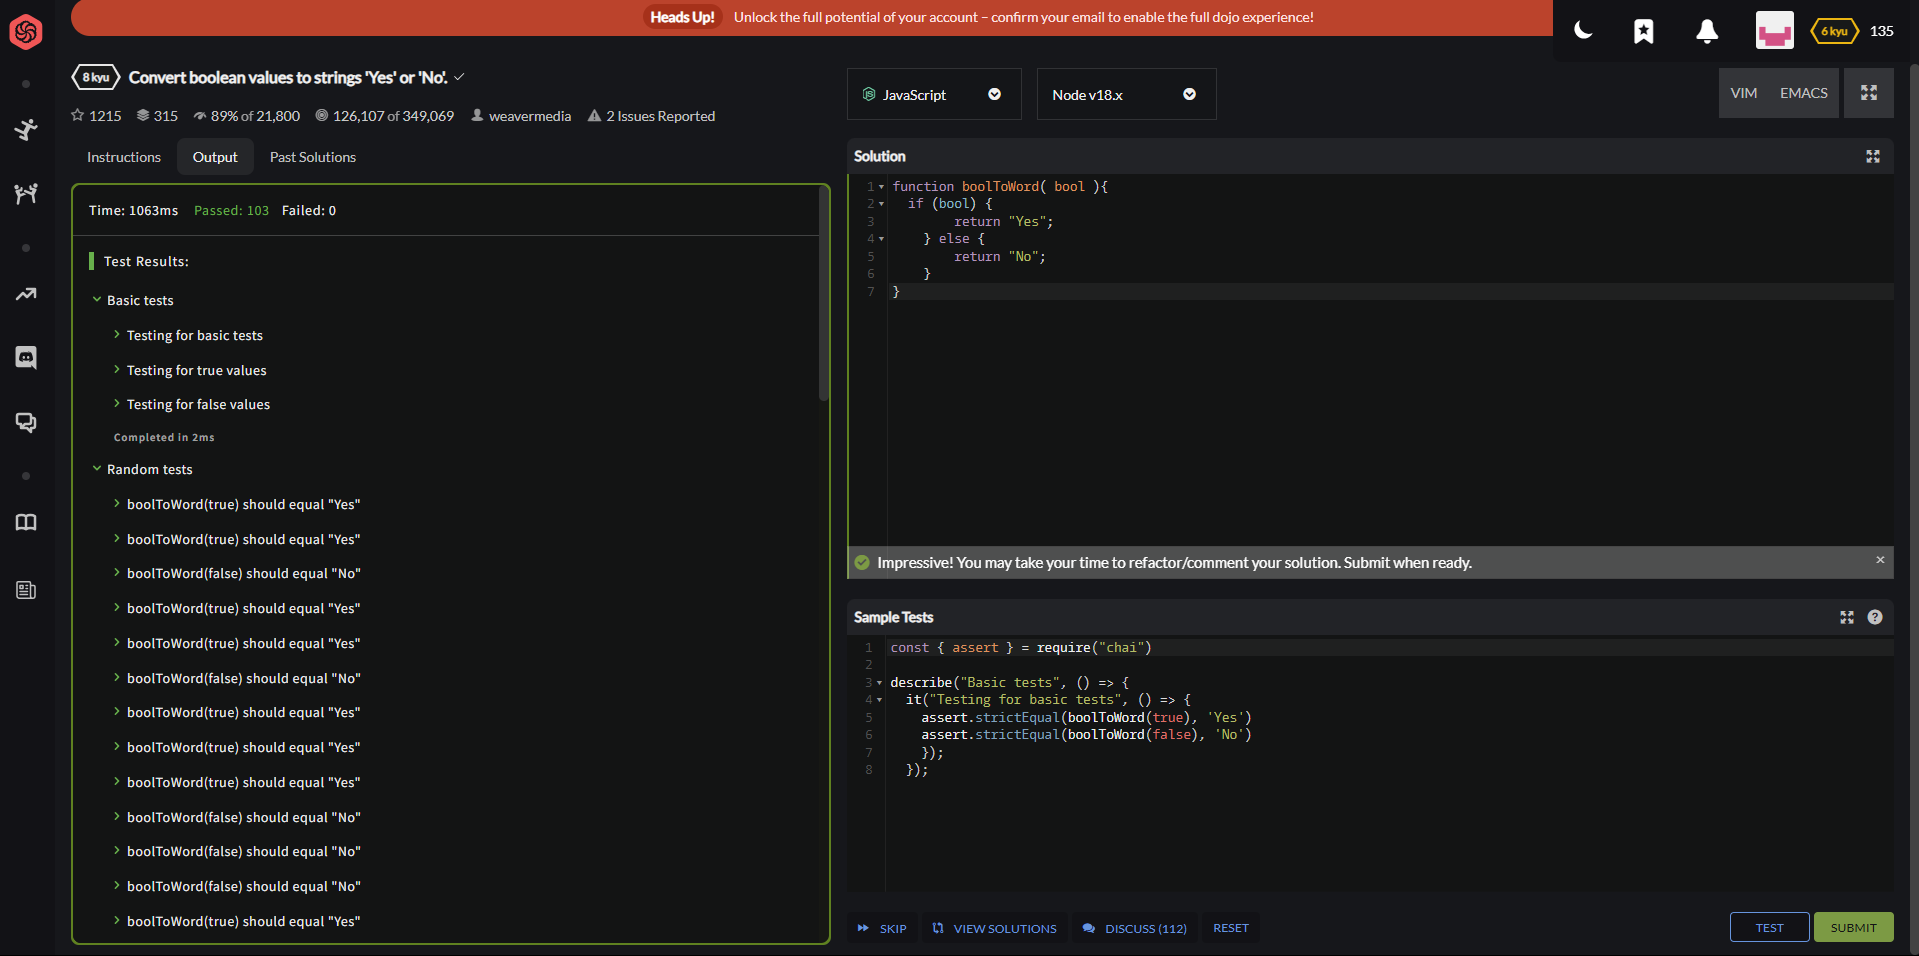 Heads Up! Unlock the full potential of your account – confirm your email to enable the full dojo experience!
6 kyu 135
8 kyu Convert boolean values to strings 'Yes' or 'No'.
1215 315 89% of 21,800 126,107 of 349,069 weavermedia 2 Issues Reported
Instructions Output Past Solutions
Time: 1063ms Passed: 103 Failed: 0
Test Results:
Basic tests
Testing for basic tests
Testing for true values
Testing for false values
Completed in 2ms
Random tests
boolToWord(true) should equal "Yes"
boolToWord(true) should equal "Yes"
boolToWord(false) should equal "No"
boolToWord(true) should equal "Yes"
boolToWord(true) should equal "Yes"
boolToWord(false) should equal "No"
boolToWord(true) should equal "Yes"
boolToWord(true) should equal "Yes"
boolToWord(true) should equal "Yes"
boolToWord(false) should equal "No"
boolToWord(false) should equal "No"
boolToWord(false) should equal "No"
boolToWord(true) should equal "Yes"
JavaScript Node v18.x VIM EMACS
Solution
1 function boolToWord( bool ){
2 if (bool) {
3 return "Yes";
4 } else {
5 return "No";
6 }
7 }
Impressive! You may take your time to refactor/comment your solution. Submit when ready.
Sample Tests
1 const { assert } = require("chai")
2
3 describe("Basic tests", () => {
4 it("Testing for basic tests", () => {
5 assert.strictEqual(boolToWord(true), 'Yes')
6 assert.strictEqual(boolToWord(false), 'No')
7 });
8 });
SKIP VIEW SOLUTIONS DISCUSS (112) RESET TEST SUBMIT